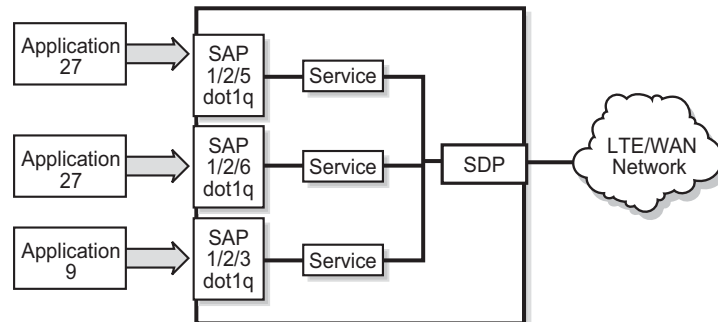 Application
27
SAP
1/2/5
dot1q
Service
Application
27
SAP
1/2/6
dot1q
Service
SDP
LTE/WAN
Network
Application
9
SAP
1/2/3
dot1q
Service